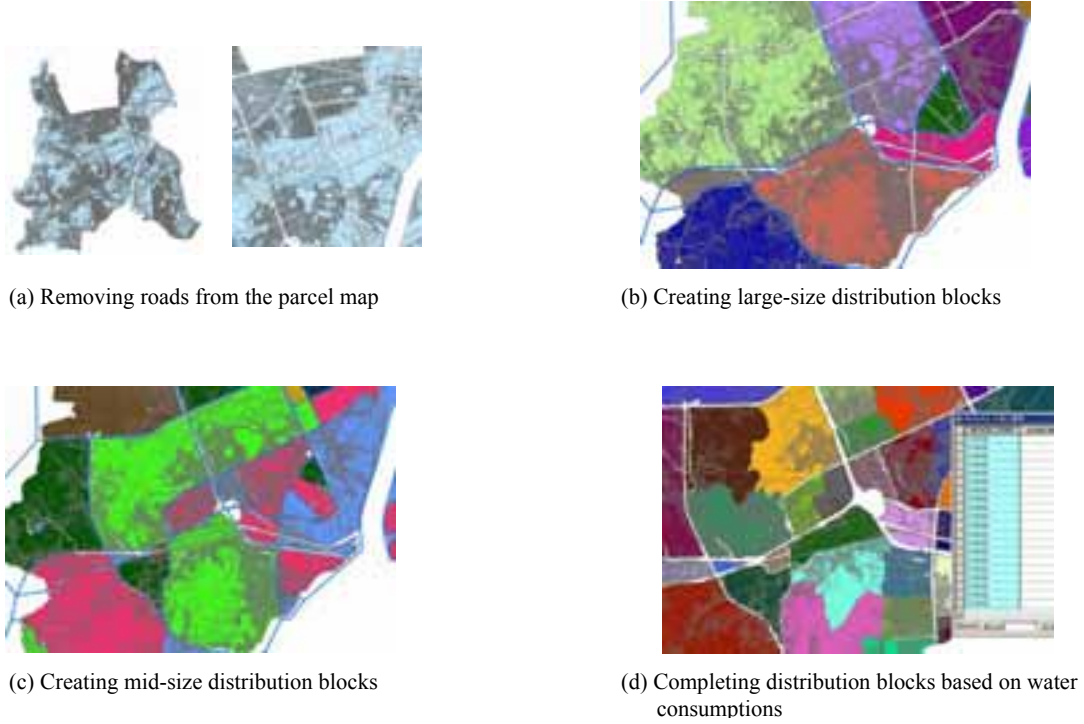 (a) Removing roads from the parcel map
(b) Creating large-size distribution blocks
(c) Creating mid-size distribution blocks
(d) Completing distribution blocks based on water
consumptions